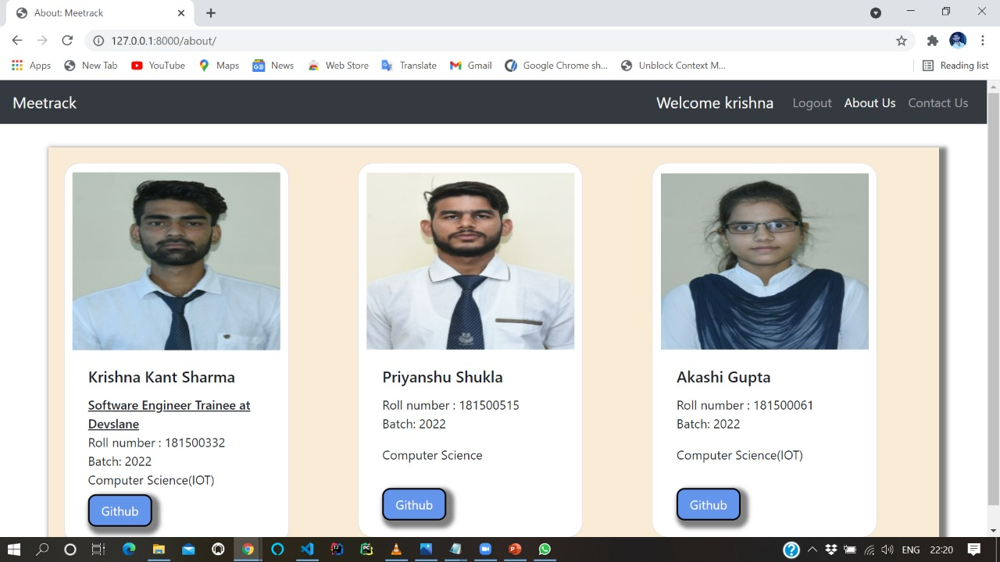 About: Meetrack
127.0.0.1:8000/about/
Apps
New Tab
YouTube
Maps
News
Web Store
Translate
Gmail
Google Chrome sh...
Unblock Context M...
Reading list
Meetrack
Welcome krishna
Logout
About Us
Contact Us
Krishna Kant Sharma
Software Engineer Trainee at
Devslane
Roll number : 181500332
Batch: 2022
Computer Science(IOT)
Github
Priyanshu Shukla
Roll number : 181500515
Batch: 2022
Computer Science
Github
Akashi Gupta
Roll number : 181500061
Batch: 2022
Computer Science(IOT)
Github
ENG
22:20